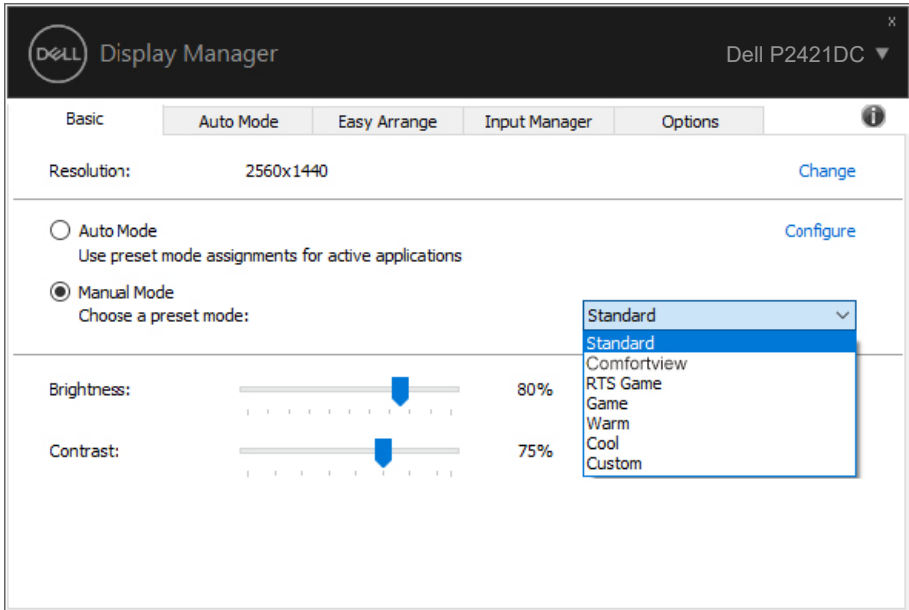 x
DELL Display Manager Dell P2421DC ▼
Basic Auto Mode Easy Arrange Input Manager Options i
Resolution: 2560x1440 Change
Auto Mode Configure
Use preset mode assignments for active applications
Manual Mode
Choose a preset mode: Standard
Standard
Comfortview
RTS Game
Game
Warm
Cool
Custom
Brightness: 80%
Contrast: 75%